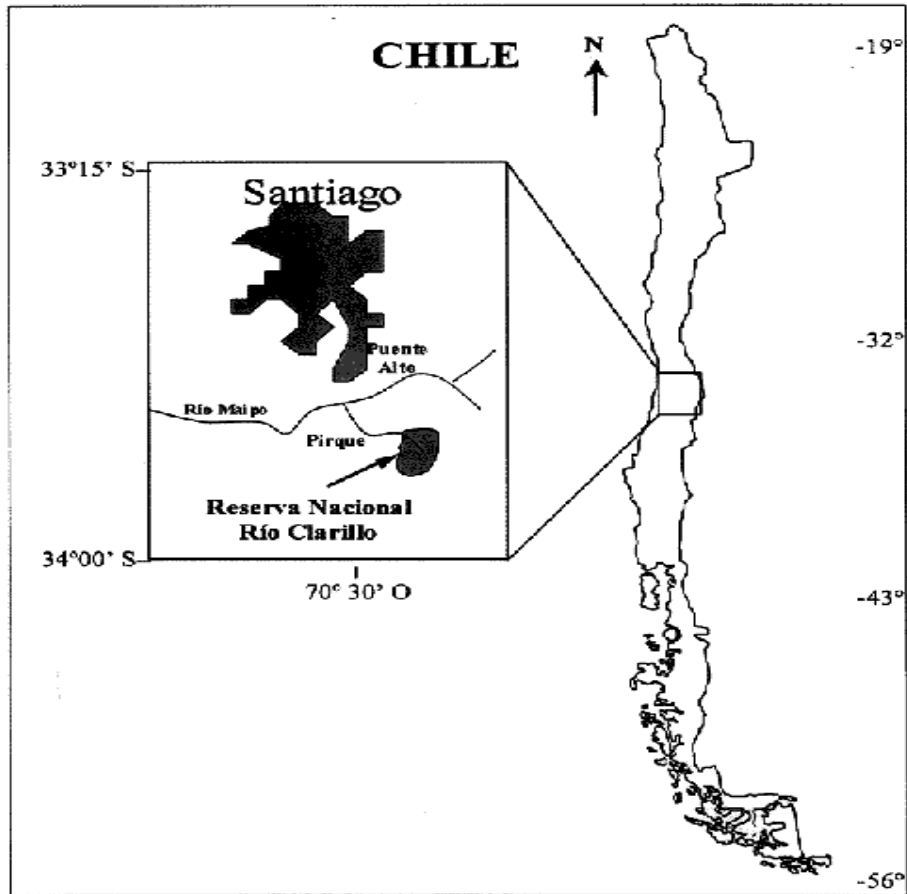 CHILE
N
-19°
33°15' S
Santiago
-32°
Puente
Alto
Río Maipo
Pirque
Reserva Nacional
Río Clarillo
34°00' S
70° 30' O
-43°
-56°